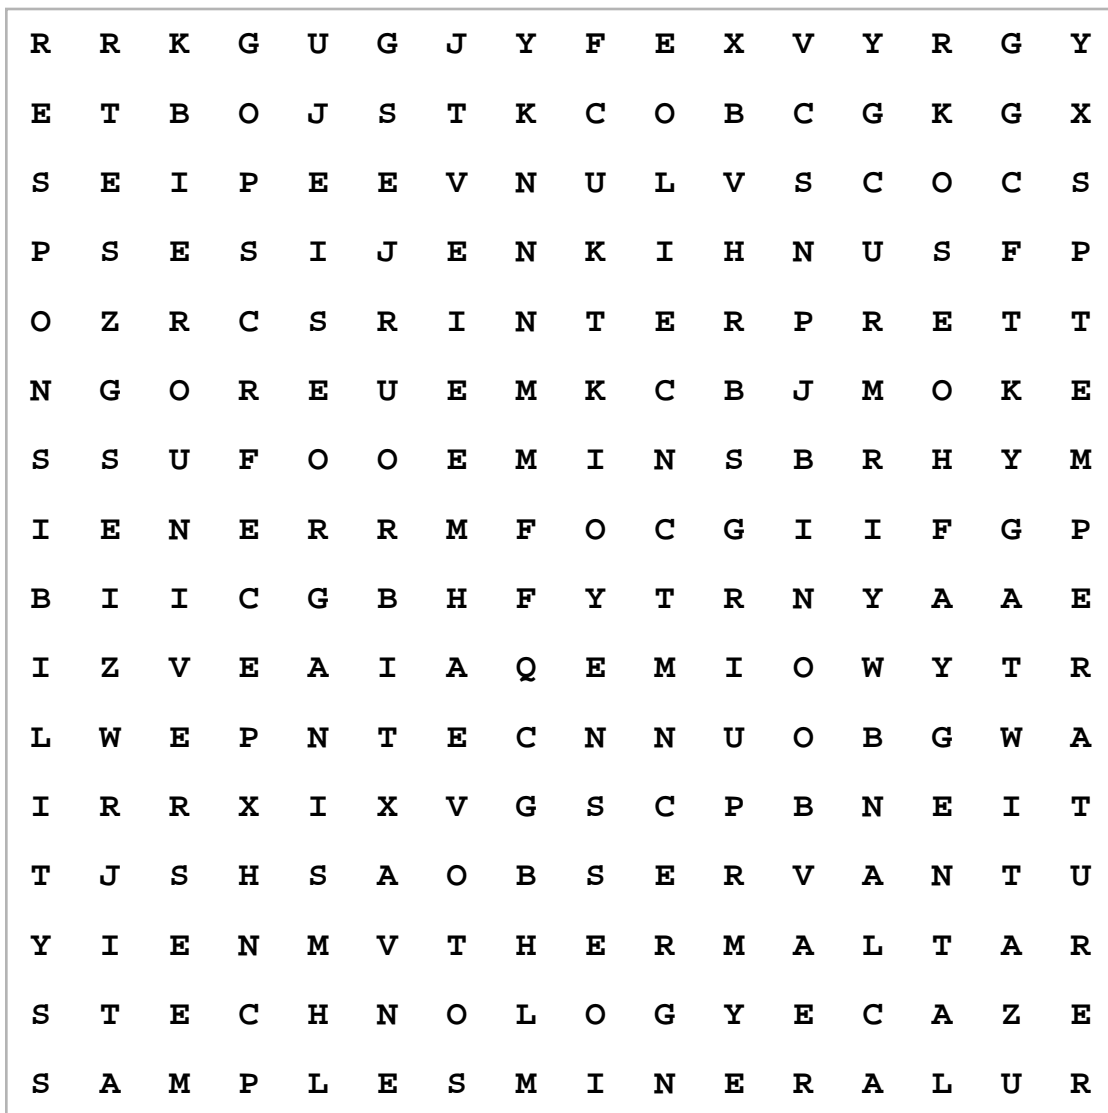 R R K G U G J Y F E X V Y R G Y
E T B O J S T K C O B C G K G X
S E I P E E V N U L V S C O C S
P S E S I J E N K I H N U S F P
O Z R C S R I N T E R P R E T T
N G O R E U E M K C B J M O K E
S S U F O O E M I N S B R H Y M
I E N E R R M F O C G I I F G P
B I I C G B H F Y T R N Y A A E
I Z V E A I A Q E M I O W Y T R
L W E P N T E C N N U O B G W A
I R R X I X V G S C P B N E I T
T J S H S A O B S E R V A N T U
Y I E N M V T H E R M A L T A R
S T E C H N O L O G Y E C A Z E
S A M P L E S M I N E R A L U R